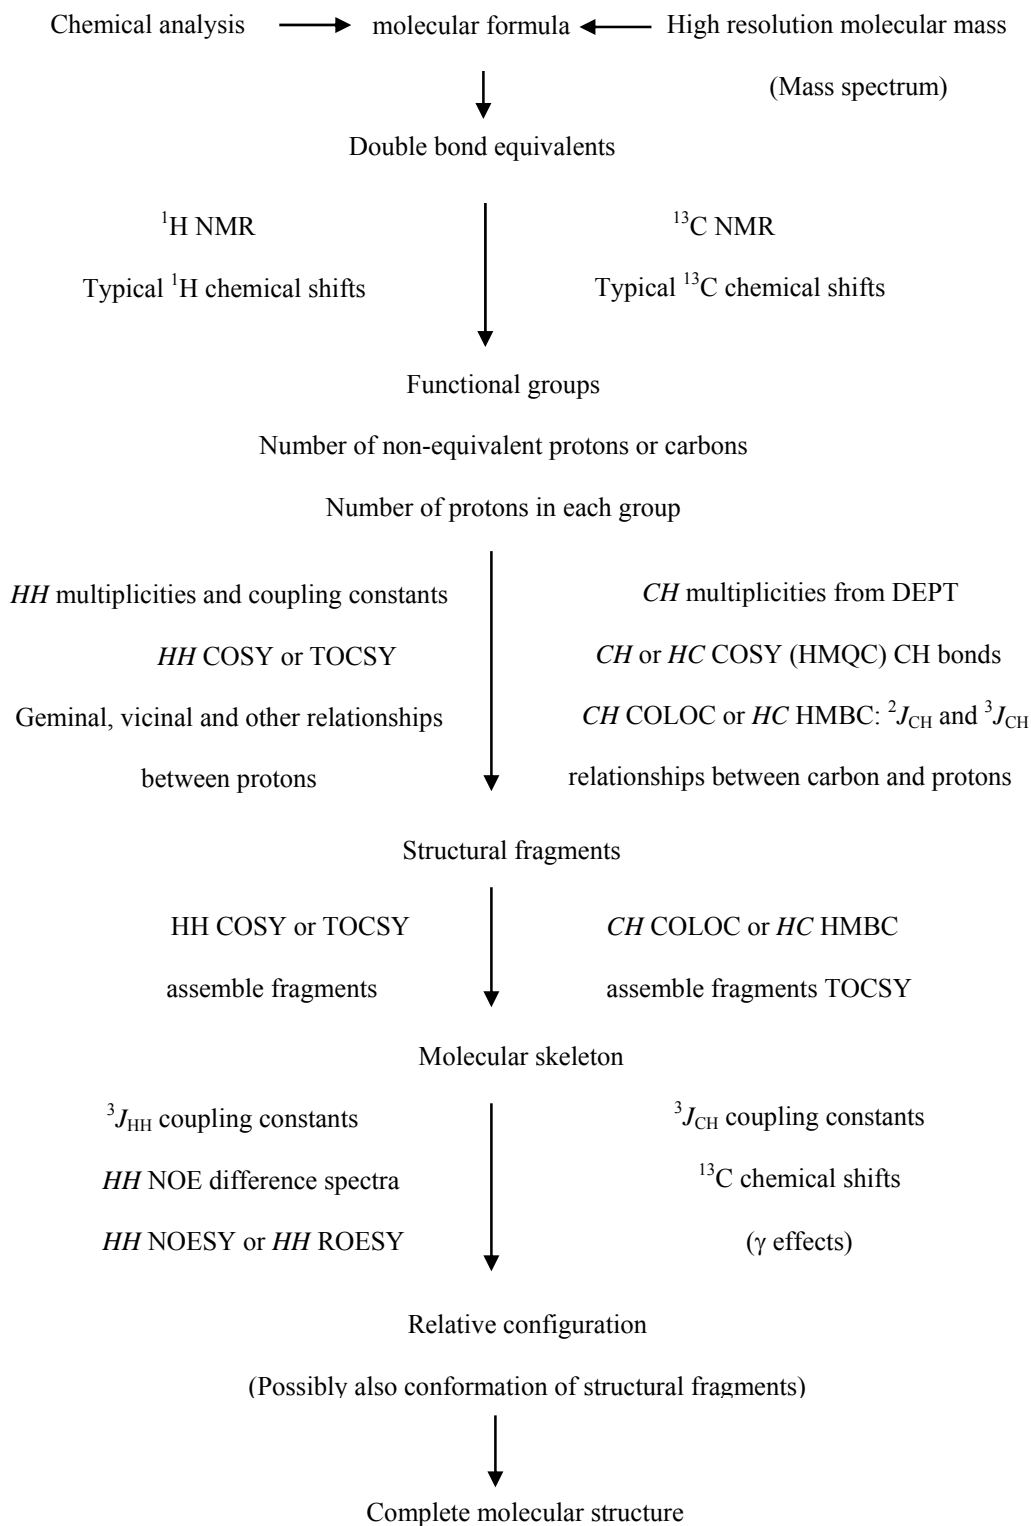 Chemical analysis molecular formula High resolution molecular mass
(Mass spectrum)
Double bond equivalents
¹H NMR ¹³C NMR
Typical ¹H chemical shifts Typical ¹³C chemical shifts
Functional groups
Number of non-equivalent protons or carbons
Number of protons in each group
HH multiplicities and coupling constants CH multiplicities from DEPT
HH COSY or TOCSY CH or HC COSY (HMQC) CH bonds
Geminal, vicinal and other relationships CH COLOC or HC HMBC: ²J_CH and ³J_CH
between protons relationships between carbon and protons
Structural fragments
HH COSY or TOCSY CH COLOC or HC HMBC
assemble fragments assemble fragments TOCSY
Molecular skeleton
³J_HH coupling constants ³J_CH coupling constants
HH NOE difference spectra ¹³C chemical shifts
HH NOESY or HH ROESY (γ effects)
Relative configuration
(Possibly also conformation of structural fragments)
Complete molecular structure